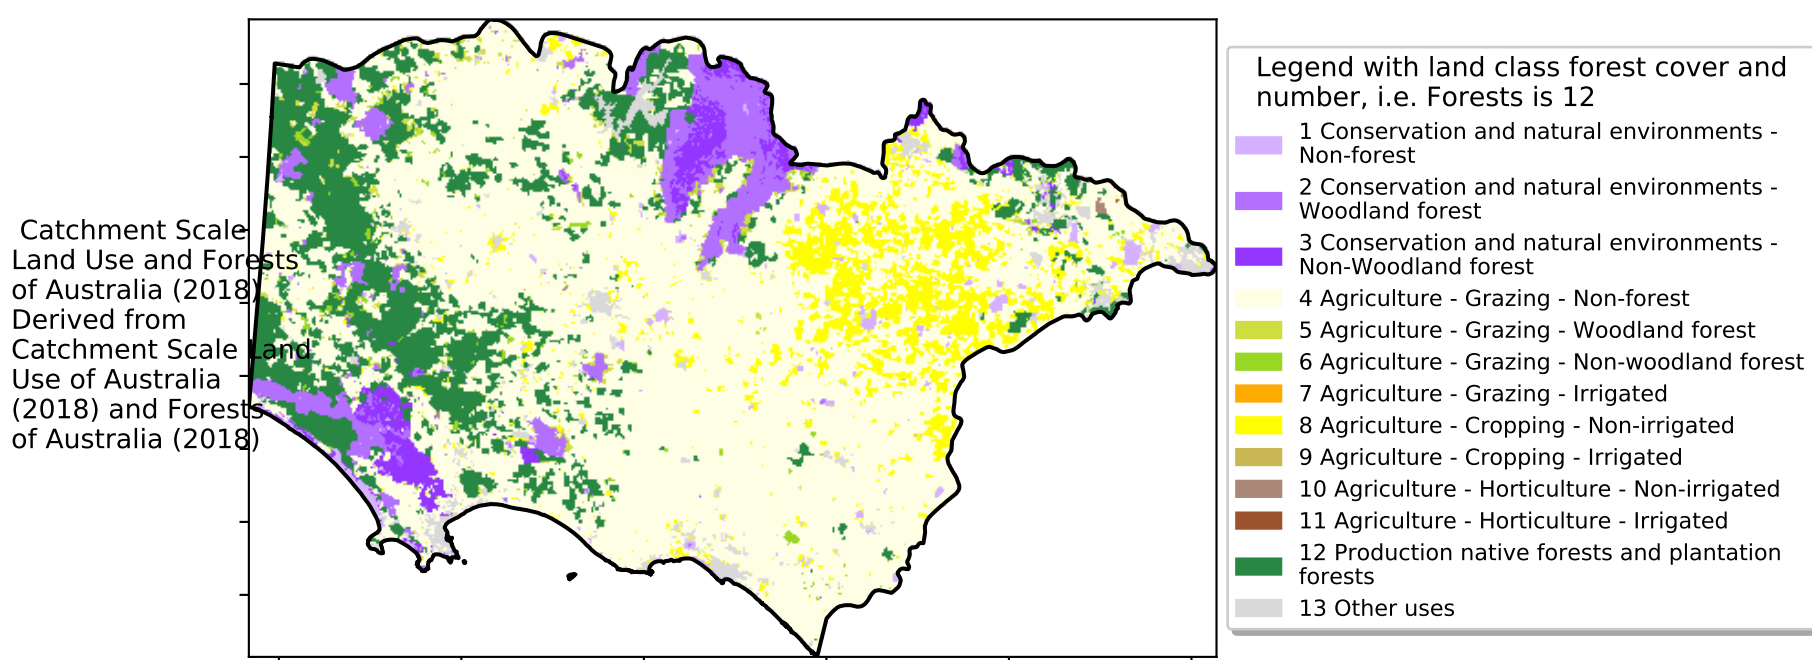 Catchment Scale
Land Use and Forests
of Australia (2018)
Derived from
Catchment Scale Land
Use of Australia
(2018) and Forests
of Australia (2018)
Legend with land class forest cover and
number, i.e. Forests is 12
1 Conservation and natural environments -
Non-forest
2 Conservation and natural environments -
Woodland forest
3 Conservation and natural environments -
Non-Woodland forest
4 Agriculture - Grazing - Non-forest
5 Agriculture - Grazing - Woodland forest
6 Agriculture - Grazing - Non-woodland forest
7 Agriculture - Grazing - Irrigated
8 Agriculture - Cropping - Non-irrigated
9 Agriculture - Cropping - Irrigated
10 Agriculture - Horticulture - Non-irrigated
11 Agriculture - Horticulture - Irrigated
12 Production native forests and plantation
forests
13 Other uses